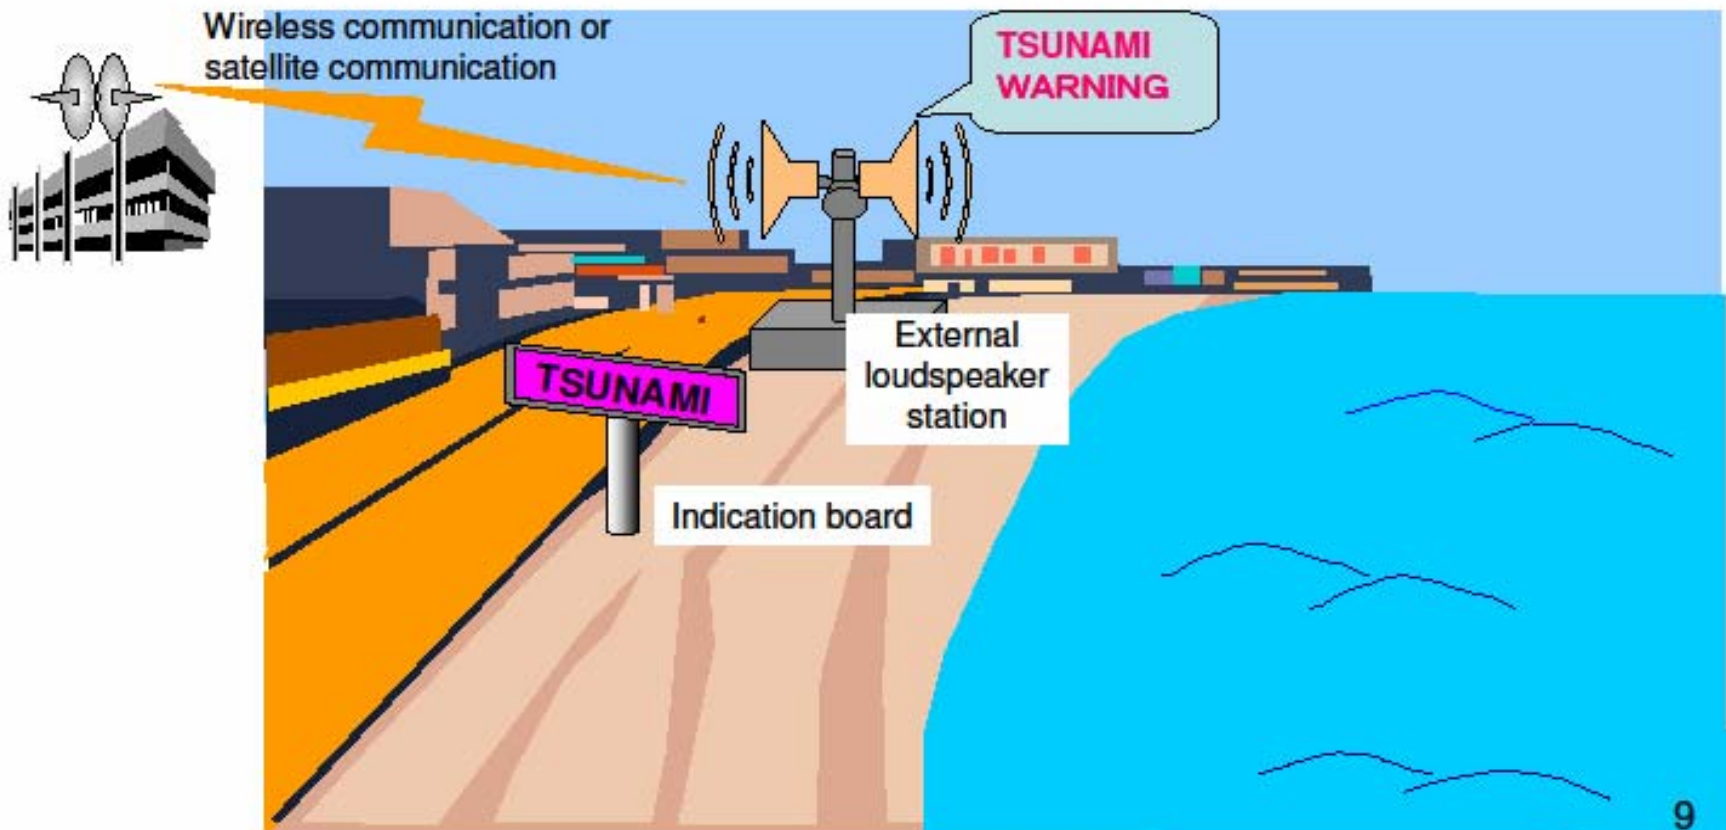 Wireless communication or
satellite communication
TSUNAMI
WARNING
External
loudspeaker
station
TSUNAMI
Indication board
9